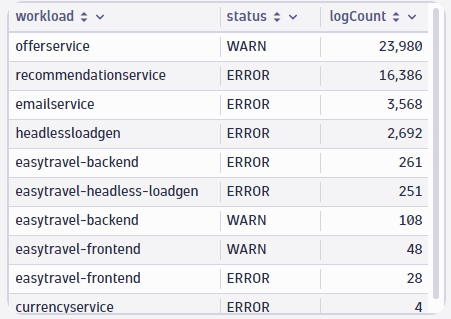 workload status logCount
offerservice WARN 23,980
recommendationservice ERROR 16,386
emailservice ERROR 3,568
headlessloadgen ERROR 2,692
easytravel-backend ERROR 261
easytravel-headless-loadgen ERROR 251
easytravel-backend WARN 108
easytravel-frontend WARN 48
easytravel-frontend ERROR 28
currencyservice ERROR 4